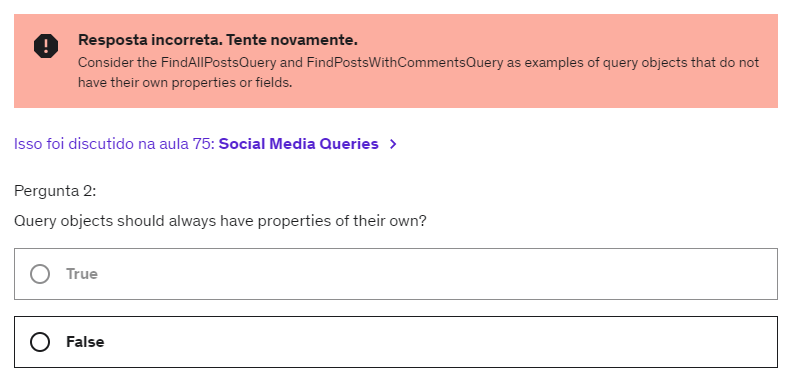 Resposta incorreta. Tente novamente.
Consider the FindAllPostsQuery and FindPostsWithCommentsQuery as examples of query objects that do not
have their own properties or fields.
Isso foi discutido na aula 75: Social Media Queries
Pergunta 2:
Query objects should always have properties of their own?
True
False